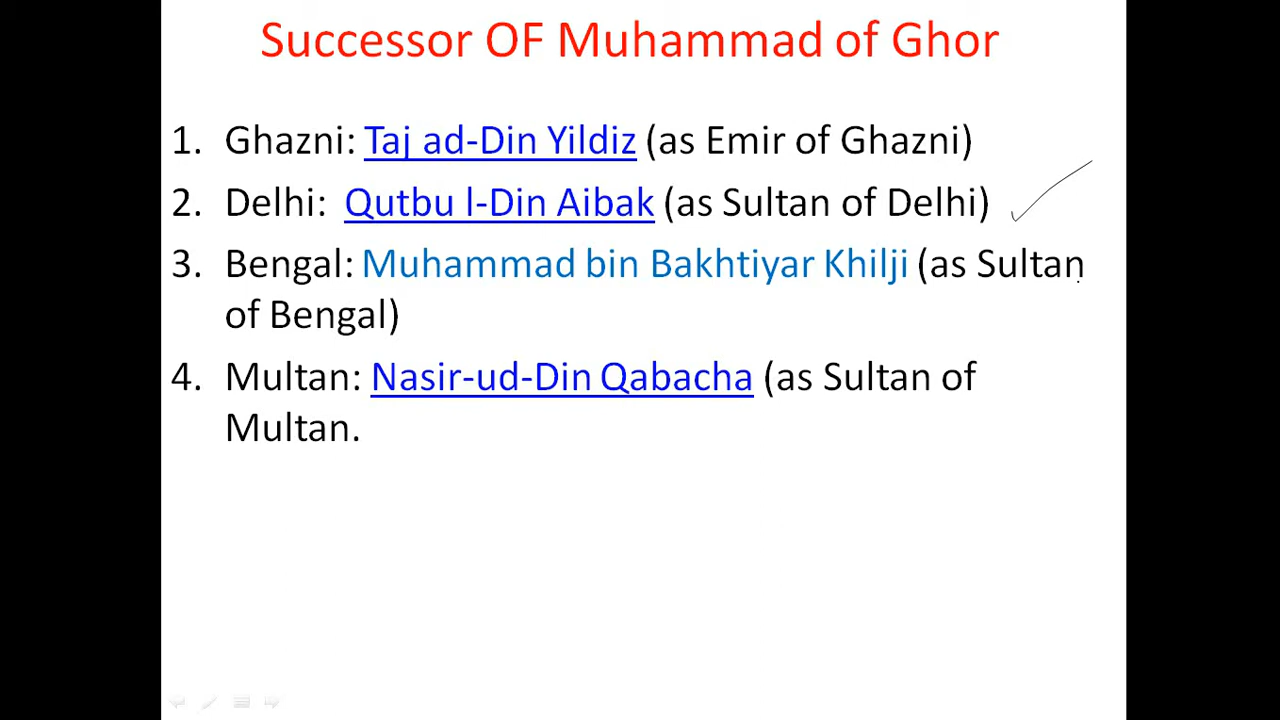 Successor OF Muhammad of Ghor
1. Ghazni: Taj ad-Din Yildiz (as Emir of Ghazni)
2. Delhi: Qutbu l-Din Aibak (as Sultan of Delhi)
3. Bengal: Muhammad bin Bakhtiyar Khilji (as Sultan
of Bengal)
4. Multan: Nasir-ud-Din Qabacha (as Sultan of
Multan.